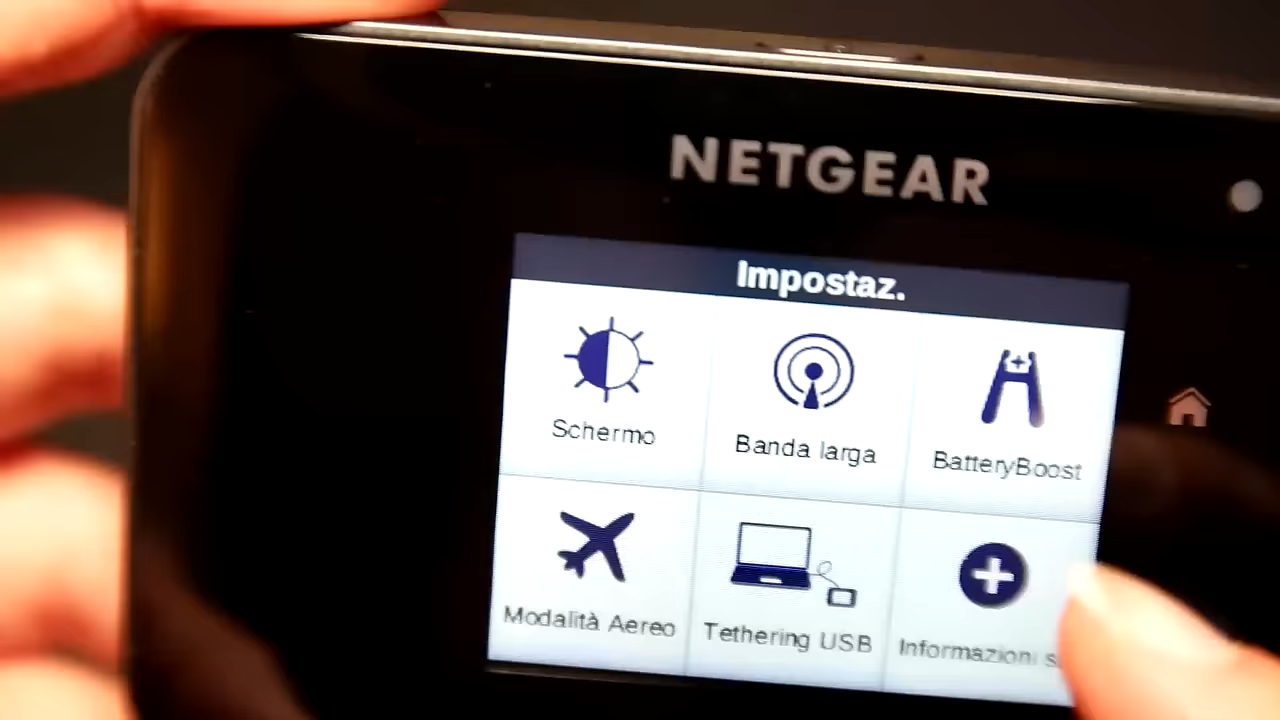 NETGEAR
Impostaz.
Schermo
Banda larga
BatteryBoost
Modalità Aereo
Tethering USB
Informazioni